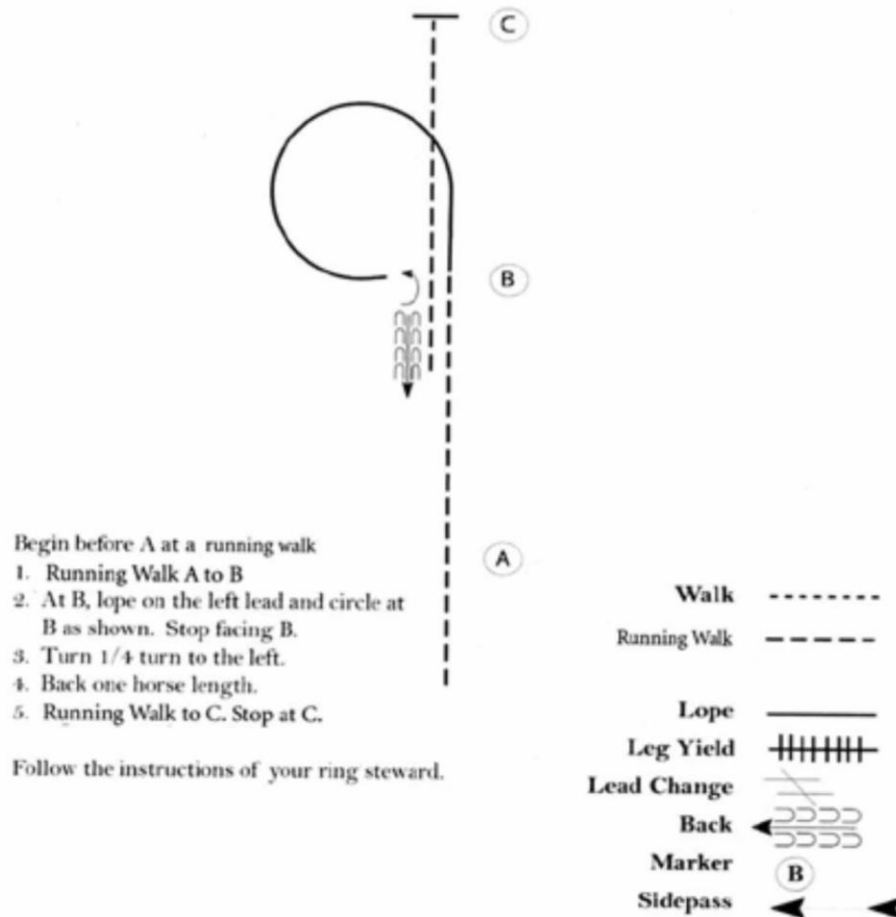 C
B
A
Begin before A at a running walk
1. Running Walk A to B
2. At B, lope on the left lead and circle at
B as shown. Stop facing B.
3. Turn 1/4 turn to the left.
4. Back one horse length.
5. Running Walk to C. Stop at C.
Follow the instructions of your ring steward.
Walk
Running Walk
Lope
Leg Yield
Lead Change
Back
Marker B
Sidepass